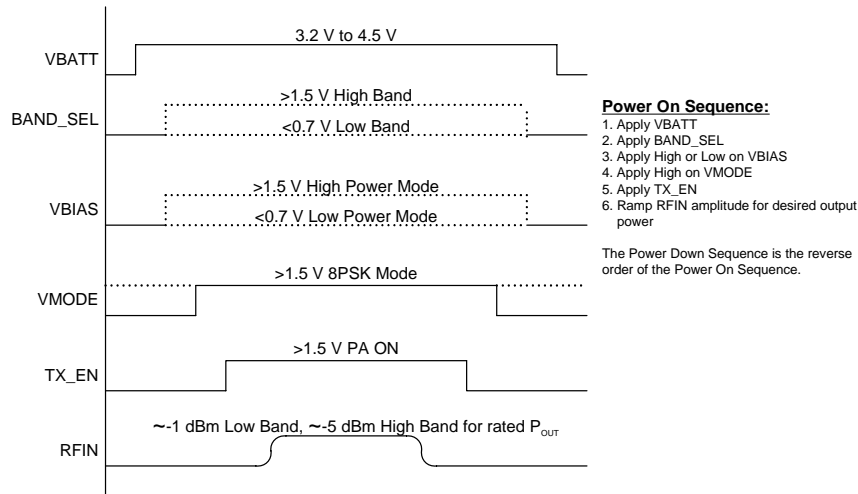 3.2 V to 4.5 V
VBATT
>1.5 V High Band
BAND_SEL
<0.7 V Low Band
>1.5 V High Power Mode
VBIAS
<0.7 V Low Power Mode
>1.5 V 8PSK Mode
VMODE
>1.5 V PA ON
TX_EN
~-1 dBm Low Band, ~-5 dBm High Band for rated POUT
RFIN
Power On Sequence:
1. Apply VBATT
2. Apply BAND_SEL
3. Apply High or Low on VBIAS
4. Apply High on VMODE
5. Apply TX_EN
6. Ramp RFIN amplitude for desired output
power
The Power Down Sequence is the reverse
order of the Power On Sequence.